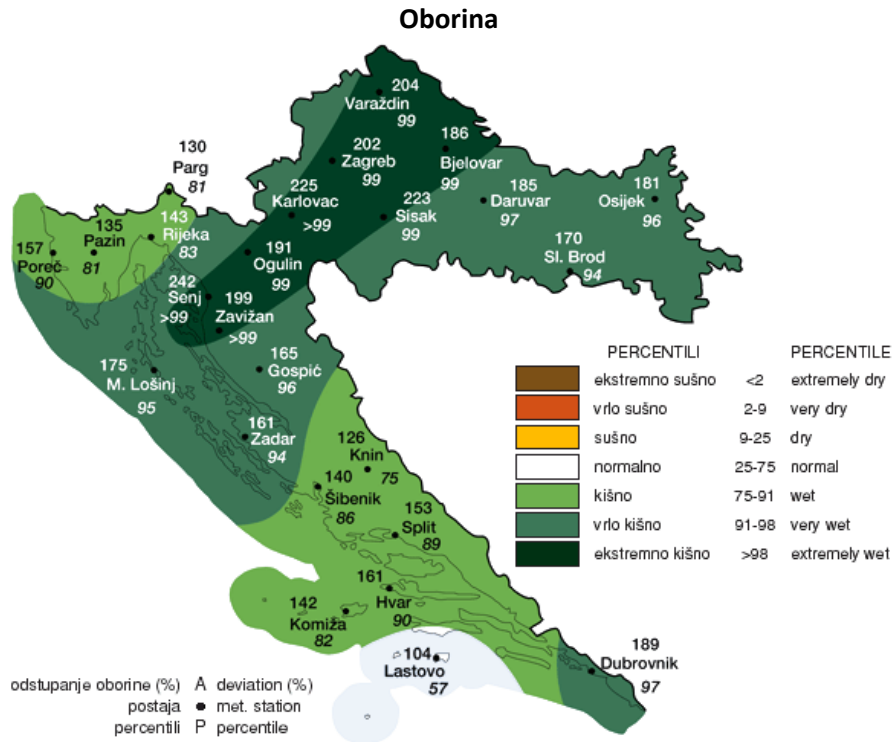 Oborina
204
Varaždin
99
202
Zagreb
99
186
Bjelovar
99
130
Parg
81
225
Karlovac
>99
223
Sisak
99
185
Daruvar
97
181
Osijek
96
143
Rijeka
83
135
Pazin
81
157
Poreč
90
191
Ogulin
99
170
Sl. Brod
94
242
Senj
>99
199
Zavižan
>99
175
M. Lošinj
95
165
Gospić
96
161
Zadar
94
126
Knin
75
140
Šibenik
86
153
Split
89
161
Hvar
90
142
Komiža
82
104
Lastovo
57
189
Dubrovnik
97
PERCENTILI PERCENTILE
ekstremno sušno <2 extremely dry
vrlo sušno 2-9 very dry
sušno 9-25 dry
normalno 25-75 normal
kišno 75-91 wet
vrlo kišno 91-98 very wet
ekstremno kišno >98 extremely wet
odstupanje oborine (%) A deviation (%)
postaja ● met. station
percentili P percentile